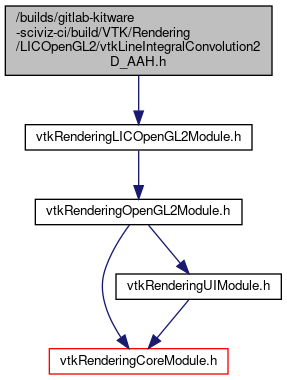 /builds/gitlab-kitware
-sciviz-ci/build/VTK/Rendering
/LICOpenGL2/vtkLineIntegralConvolution2
D_AAH.h
vtkRenderingLICOpenGL2Module.h
vtkRenderingOpenGL2Module.h
vtkRenderingUIModule.h
vtkRenderingCoreModule.h